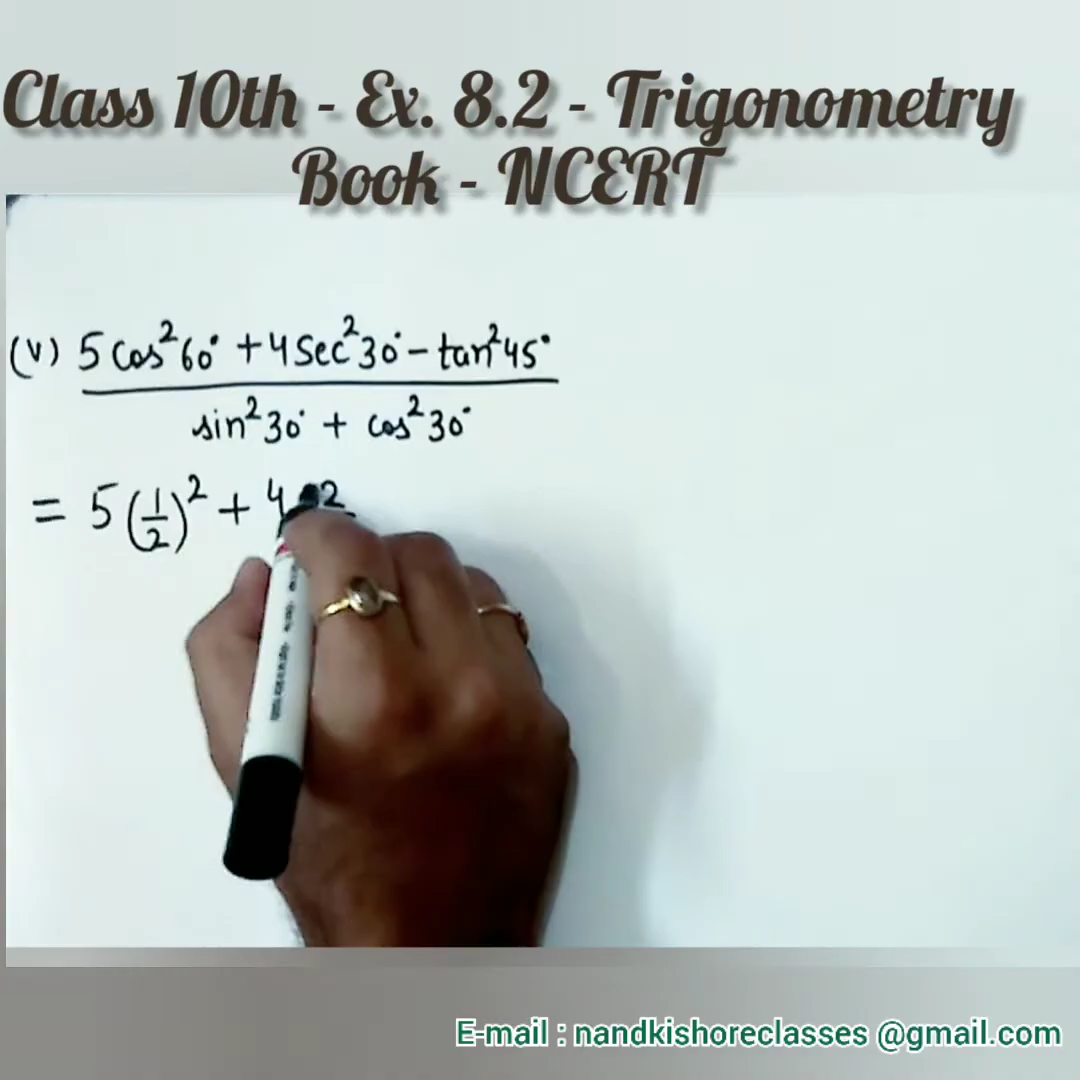 Class 10th - Ex. 8.2 - Trigonometry
Book - NCERT
(V) 5 cos²60° + 4 Sec²30° - tan²45°
sin²30° + cos²30°
= 5 (1/2)² + 4 2
E-mail : nandkishoreclasses @gmail.com